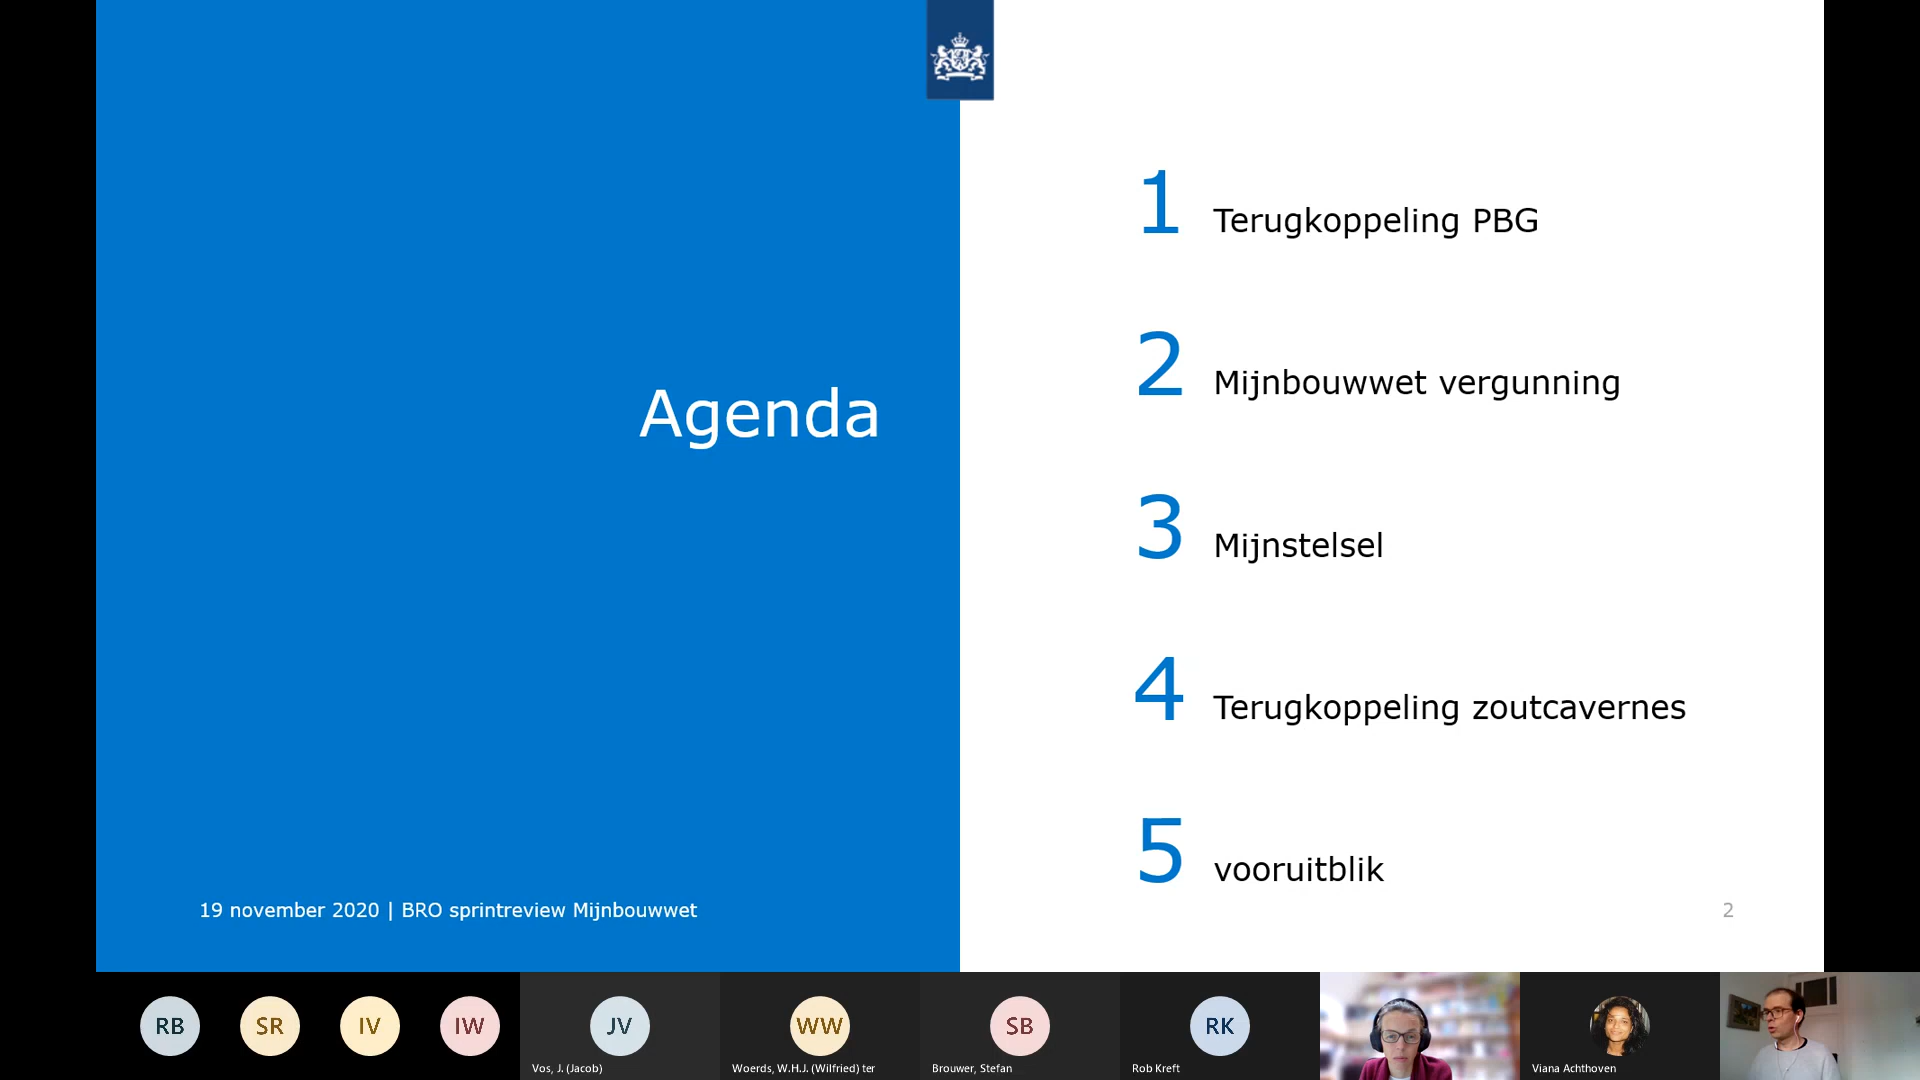 Agenda
1 Terugkoppeling PBG
2 Mijnbouwwet vergunning
3 Mijnstelsel
4 Terugkoppeling zoutcavernes
5 vooruitblik
19 november 2020 | BRO sprintreview Mijnbouwwet
2
RB
SR
IV
IW
JV
Vos, J. (Jacob)
WW
Woerds, W.H.J. (Wilfried) ter
SB
Brouwer, Stefan
RK
Rob Kreft
Viana Achthoven